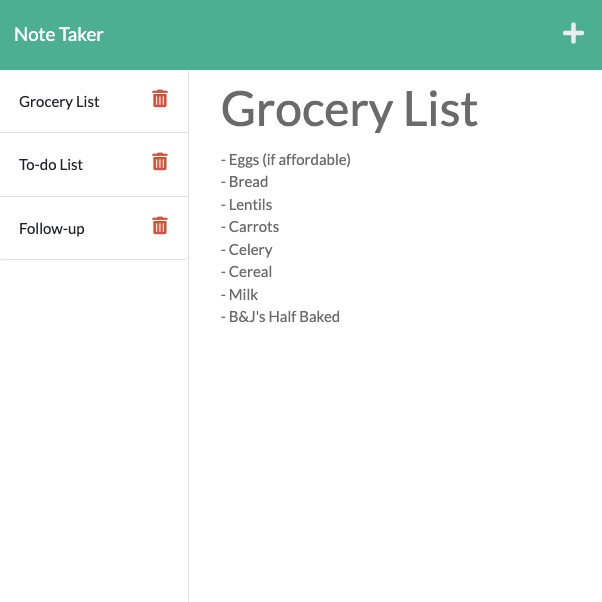 Note Taker
Grocery List
To-do List
Follow-up
Grocery List
- Eggs (if affordable)
- Bread
- Lentils
- Carrots
- Celery
- Cereal
- Milk
- B&J's Half Baked